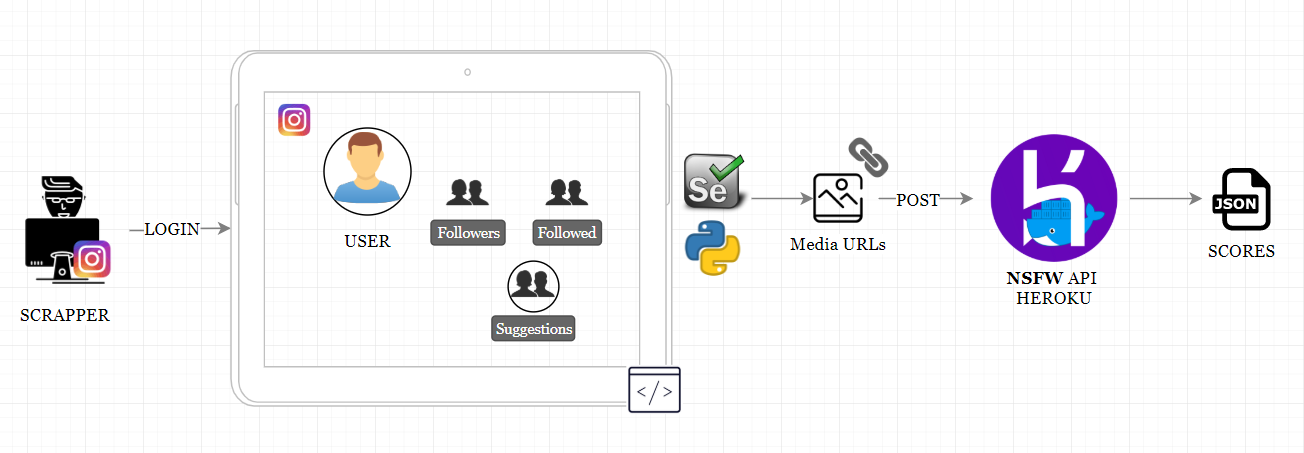 SCRAPPER
LOGIN
USER
Followers
Followed
Suggestions
</>
Se
Media URLs
POST
NSFW API
HEROKU
JSON
SCORES